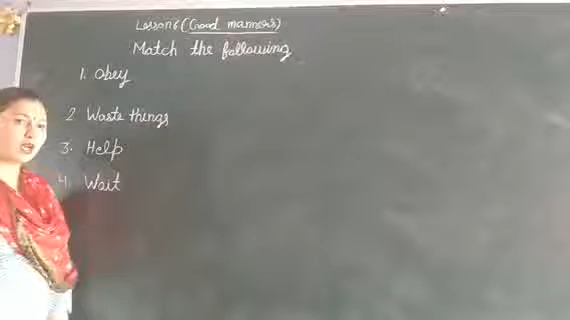 Lesson 6 (Good manners)
Match the following
1. Obey
2 Waste things
3. Help
4. Wait